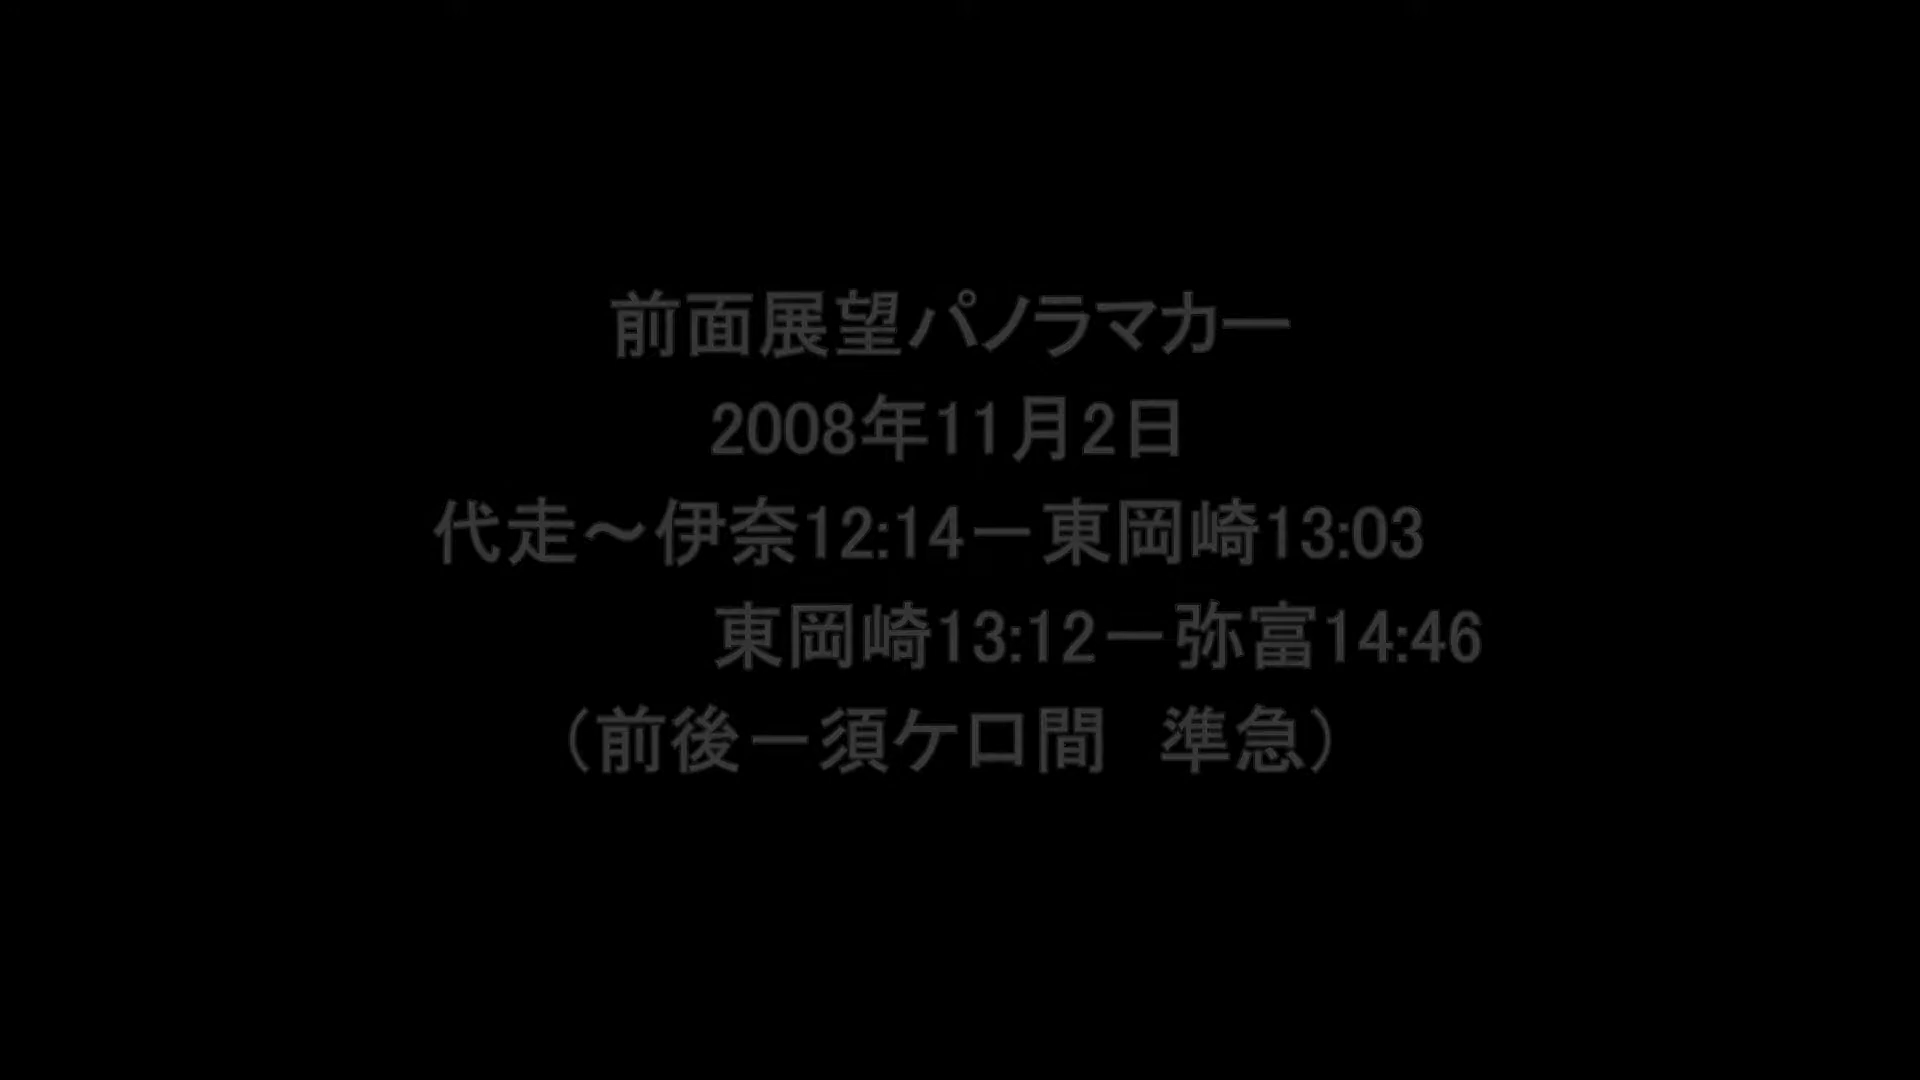 前面展望パノラマカー
2008年11月2日
代走～伊奈12:14－東岡崎13:03
東岡崎13:12－弥富14:46
（前後－須ケ口間　準急）